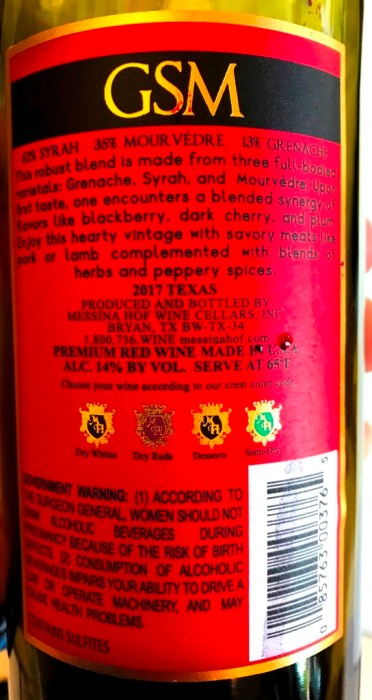 GSM
SYRAH 36% MOURVÈDRE 13% GRENACHE
This robust blend is made from three full-bodied
varietals: Grenache, Syrah, and Mourvèdre. Upon
first taste, one encounters a blended synergy of
flavors like blackberry, dark cherry, and plum.
Enjoy this hearty vintage with savory meats like
pork or lamb complemented with blends of
herbs and peppery spices.
2017 TEXAS
PRODUCED AND BOTTLED BY
MESSINA HOF WINE CELLARS, INC
BRYAN, TX BW-TX-34
1.800.736.WINE messinahof.com
PREMIUM RED WINE MADE IN U.S.A
ALC. 14% BY VOL. SERVE AT 65°F
Choose your wine according to our crest color
Dry Whites Dry Reds Desserts Semi-Dry
GOVERNMENT WARNING: (1) ACCORDING TO
THE SURGEON GENERAL, WOMEN SHOULD NOT
DRINK ALCOHOLIC BEVERAGES DURING
PREGNANCY BECAUSE OF THE RISK OF BIRTH
DEFECTS. (2) CONSUMPTION OF ALCOHOLIC
BEVERAGES IMPAIRS YOUR ABILITY TO DRIVE A
CAR OR OPERATE MACHINERY, AND MAY
CAUSE HEALTH PROBLEMS.
CONTAINS SULFITES
0 85763 00376 5